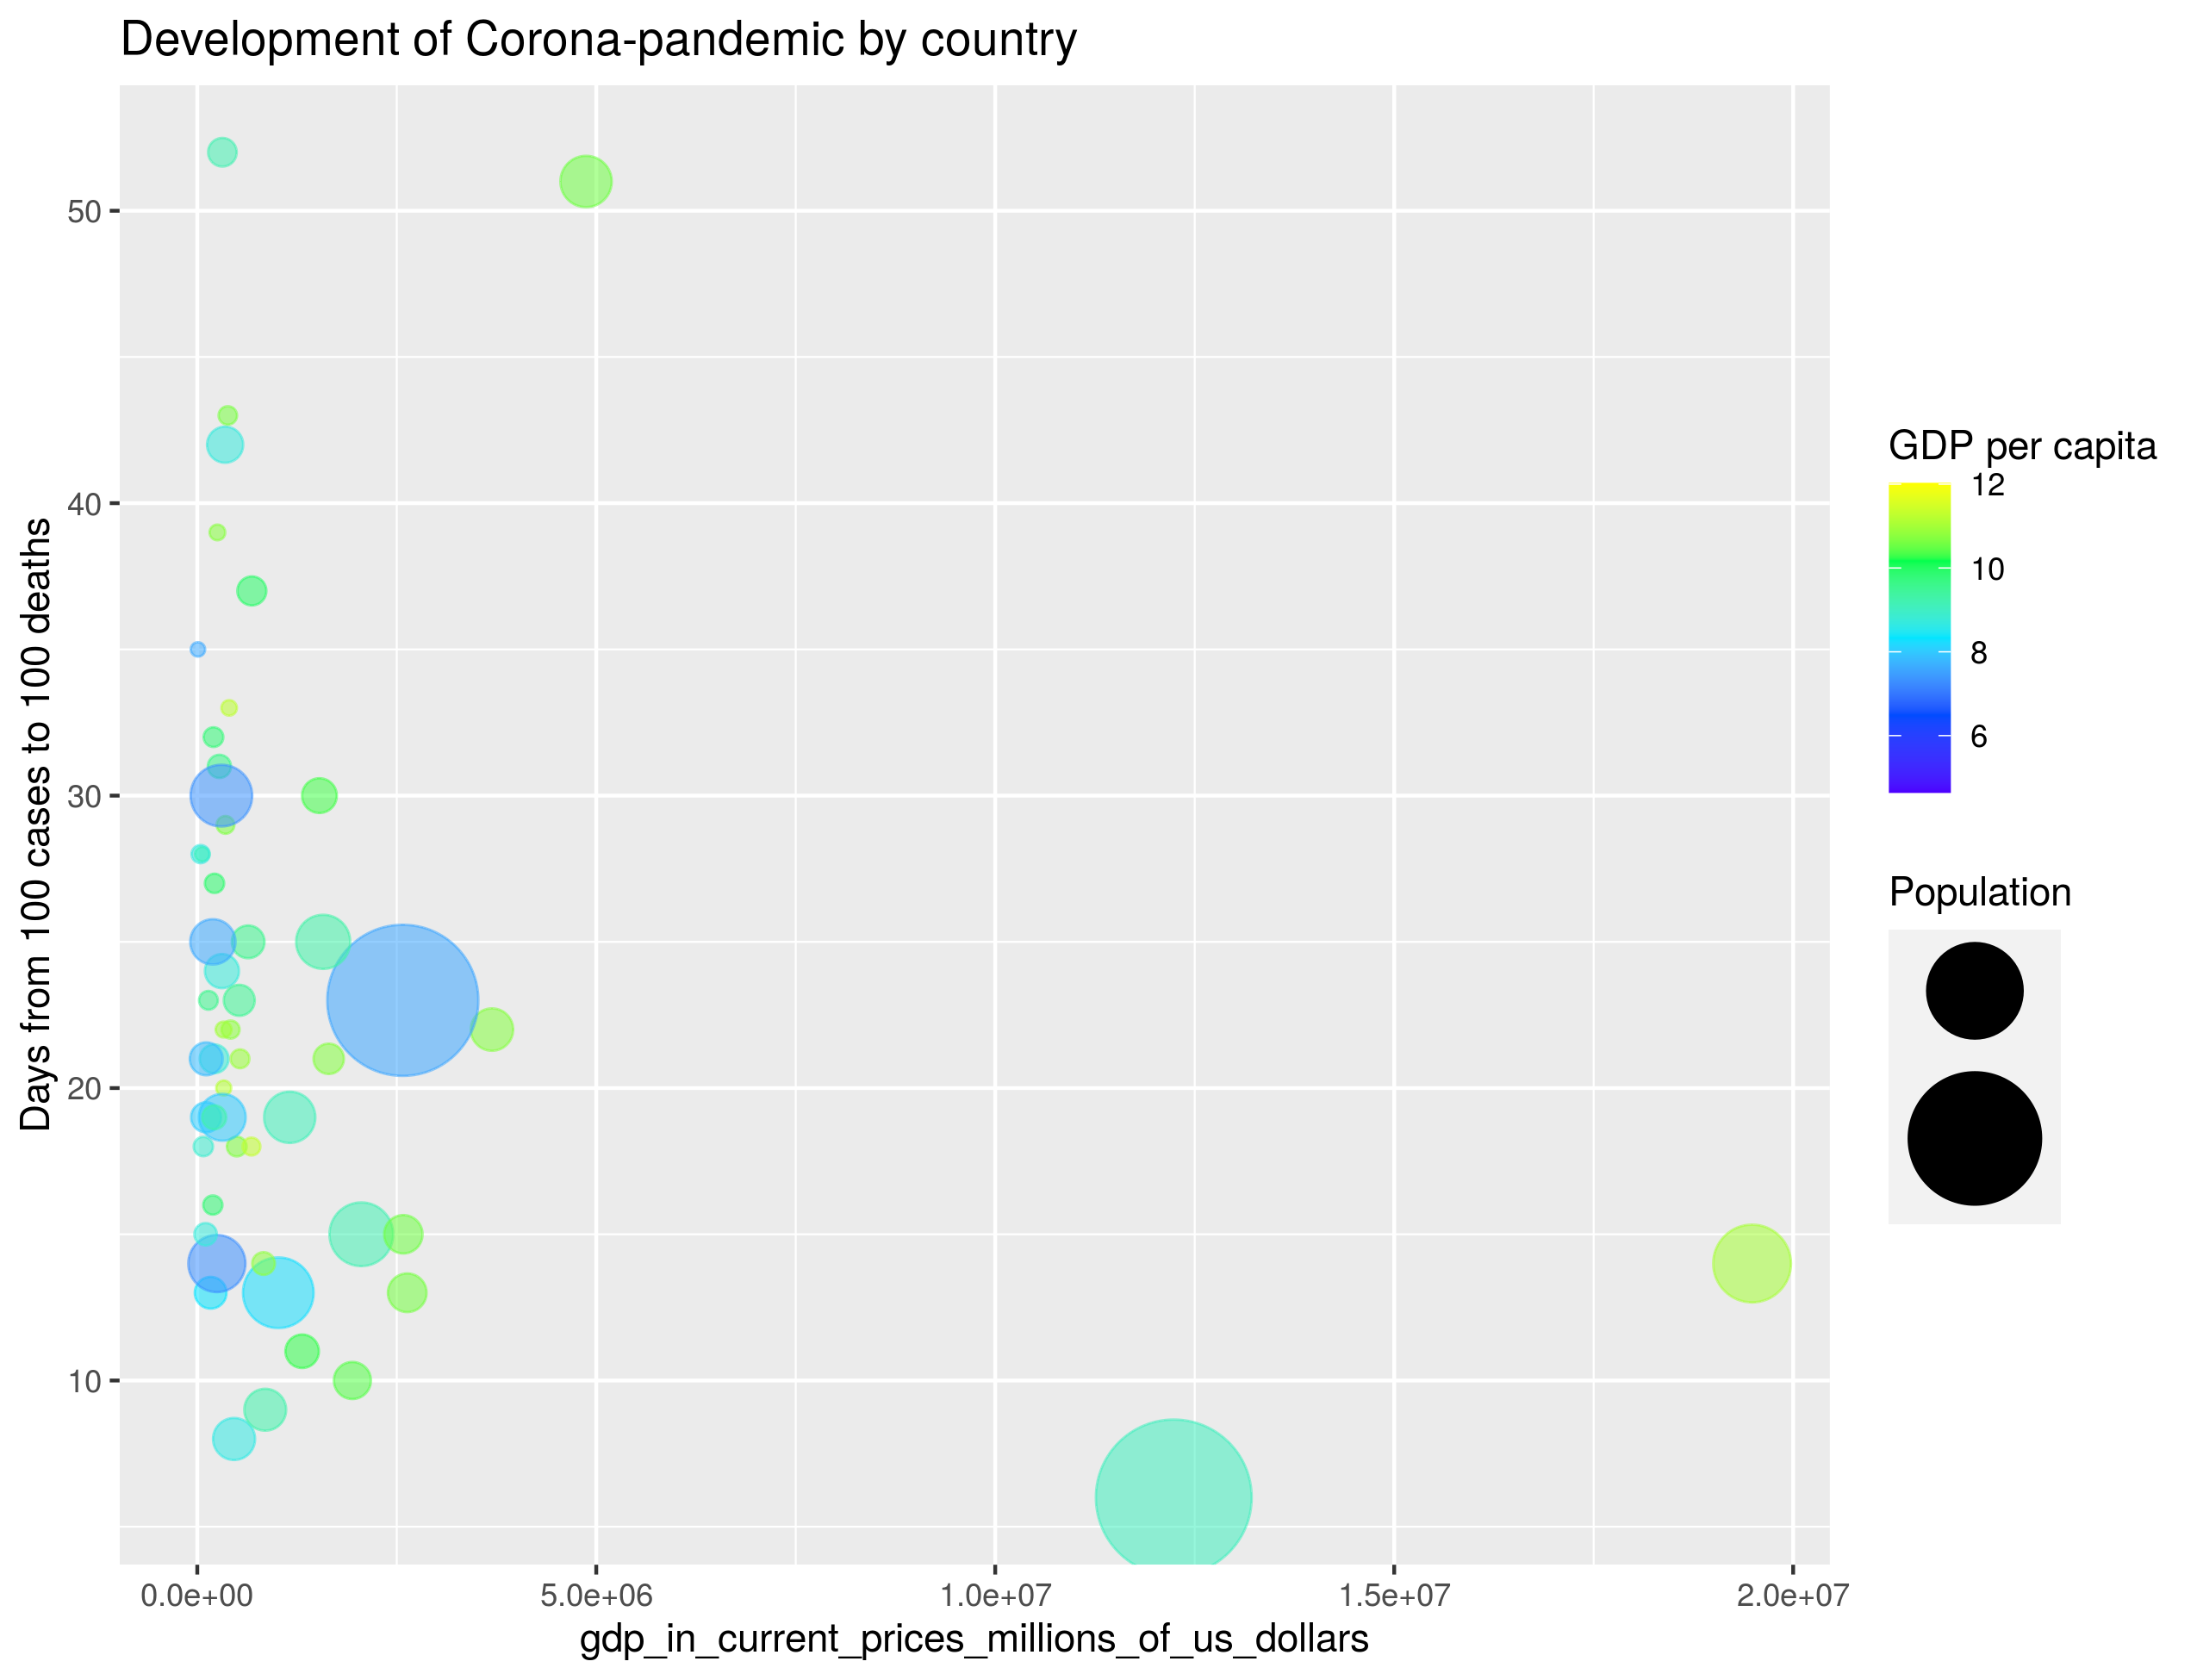 Development of Corona-pandemic by country
Days from 100 cases to 100 deaths
50
40
30
20
10
0.0e+00 5.0e+06 1.0e+07 1.5e+07 2.0e+07
gdp_in_current_prices_millions_of_us_dollars
GDP per capita
12
10
8
6
Population